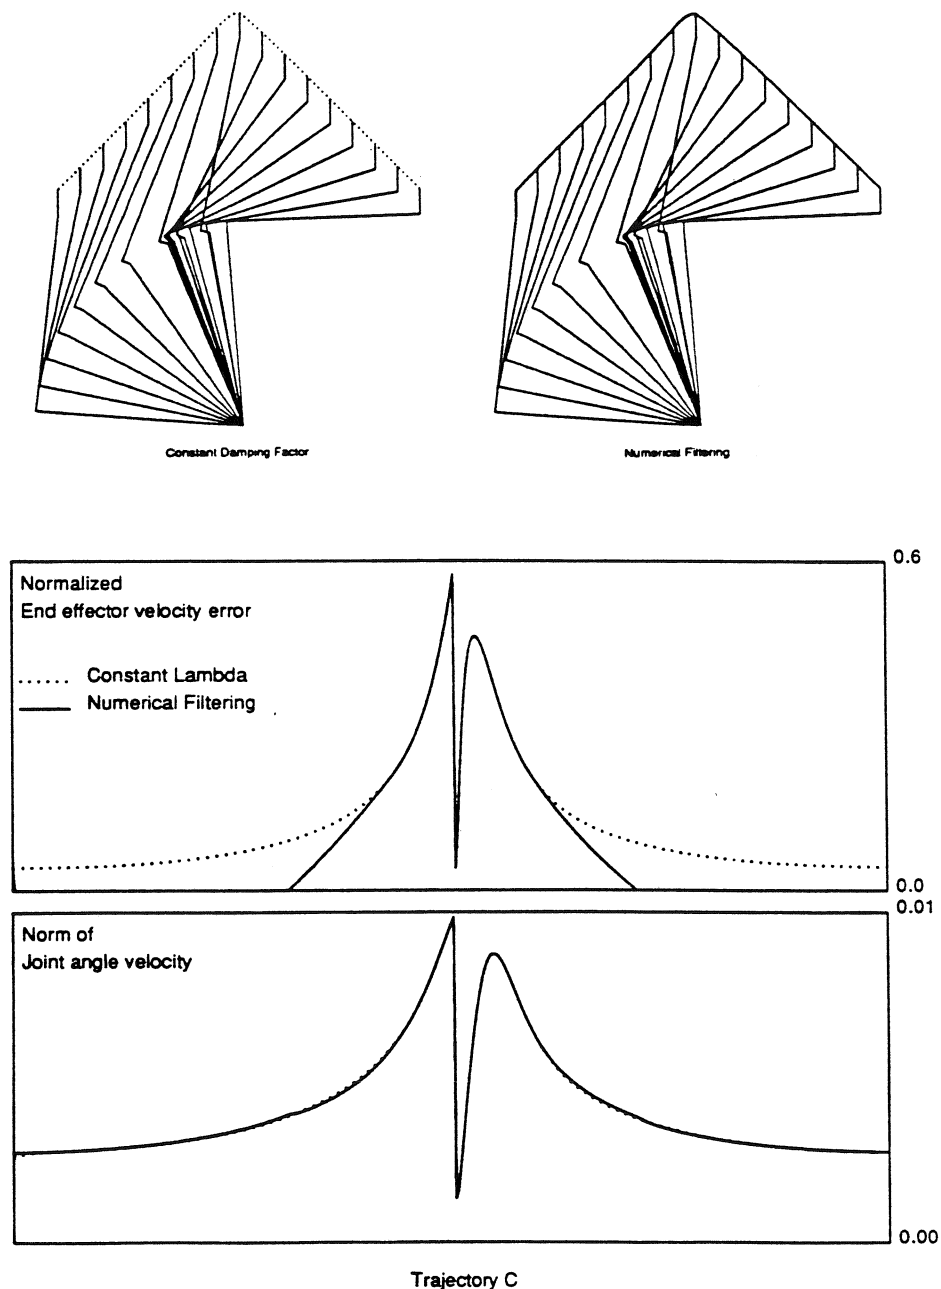 Constant Damping Factor
Numerical Filtering
0.6
Normalized
End effector velocity error
Constant Lambda
Numerical Filtering
0.0
0.01
Norm of
Joint angle velocity
0.00
Trajectory C